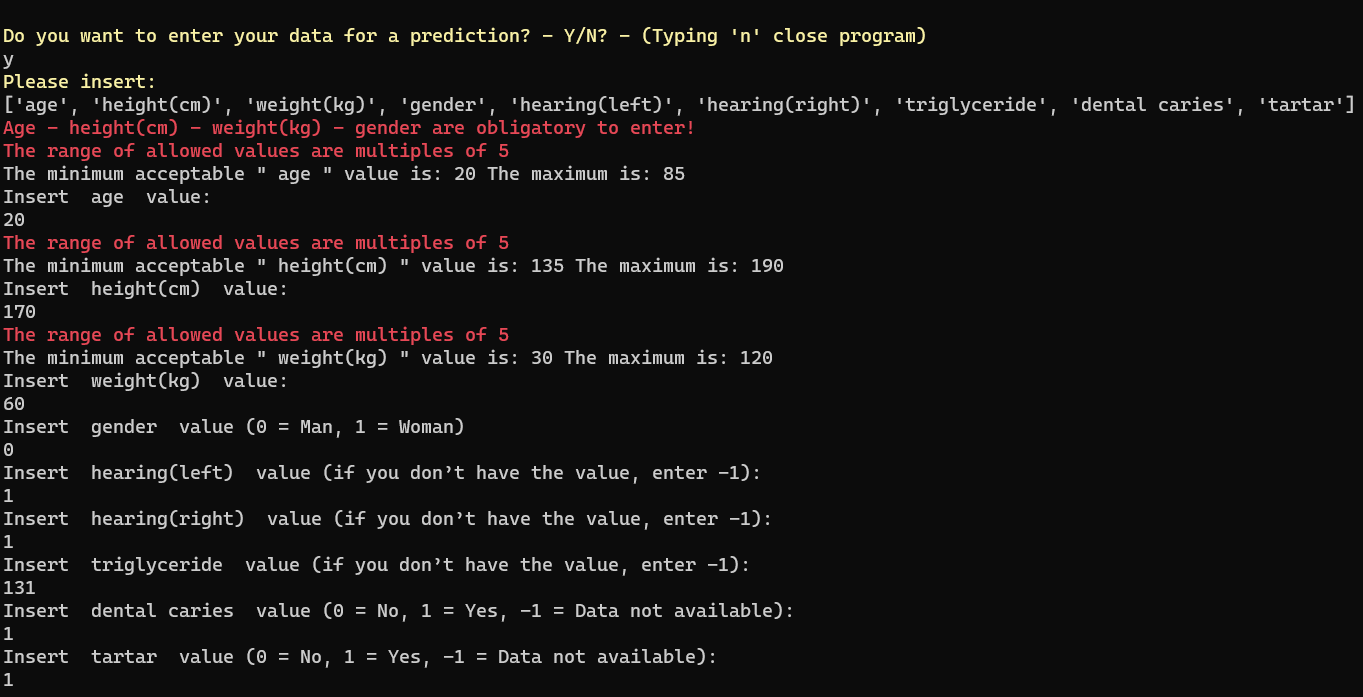 Do you want to enter your data for a prediction? - Y/N? - (Typing 'n' close program)
y
Please insert:
['age', 'height(cm)', 'weight(kg)', 'gender', 'hearing(left)', 'hearing(right)', 'triglyceride', 'dental caries', 'tartar']
Age - height(cm) - weight(kg) - gender are obligatory to enter!
The range of allowed values are multiples of 5
The minimum acceptable " age " value is: 20 The maximum is: 85
Insert  age  value:
20
The range of allowed values are multiples of 5
The minimum acceptable " height(cm) " value is: 135 The maximum is: 190
Insert  height(cm)  value:
170
The range of allowed values are multiples of 5
The minimum acceptable " weight(kg) " value is: 30 The maximum is: 120
Insert  weight(kg)  value:
60
Insert  gender  value (0 = Man, 1 = Woman)
0
Insert  hearing(left)  value (if you don’t have the value, enter -1):
1
Insert  hearing(right)  value (if you don’t have the value, enter -1):
1
Insert  triglyceride  value (if you don’t have the value, enter -1):
131
Insert  dental caries  value (0 = No, 1 = Yes, -1 = Data not available):
1
Insert  tartar  value (0 = No, 1 = Yes, -1 = Data not available):
1